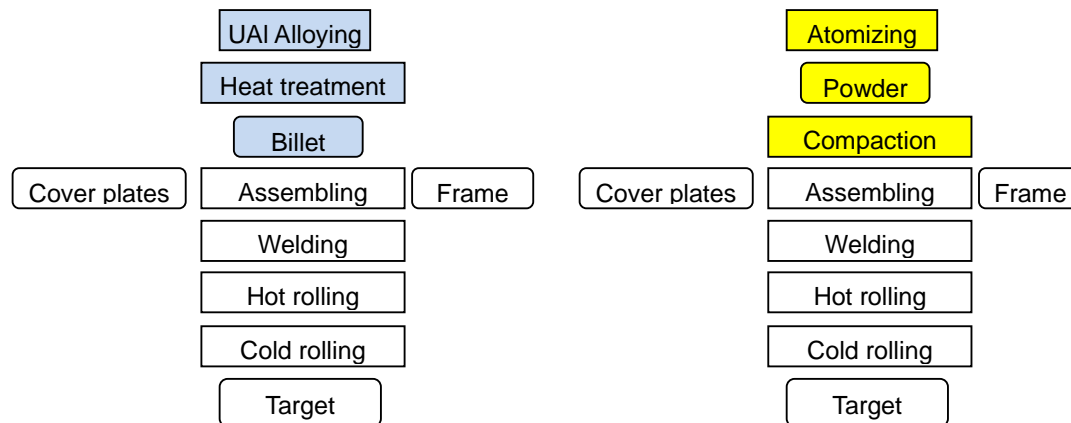 UAl Alloying
Heat treatment
Billet
Cover plates
Assembling
Frame
Welding
Hot rolling
Cold rolling
Target
Atomizing
Powder
Compaction
Cover plates
Assembling
Frame
Welding
Hot rolling
Cold rolling
Target